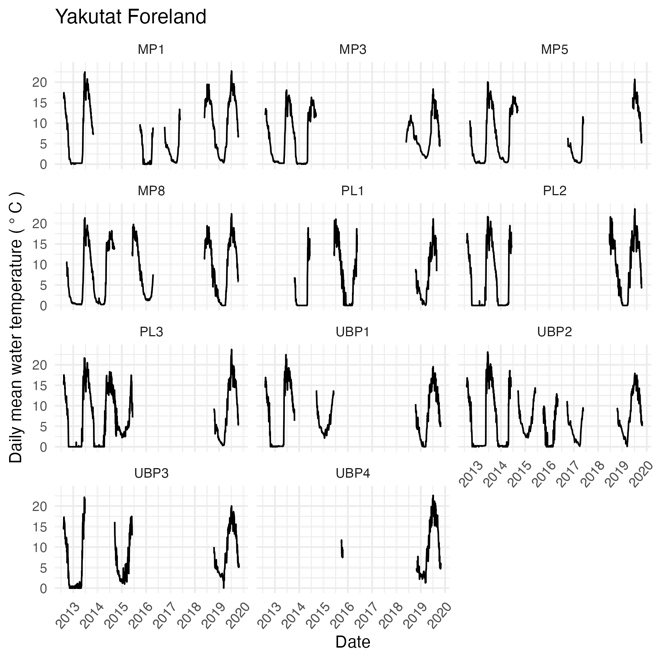 Yakutat Foreland
MP1 MP3 MP5
20
15
10
5
0
MP8 PL1 PL2
20
15
10
5
0
PL3 UBP1 UBP2
20
15
10
5
0
2013 2014 2015 2016 2017 2018 2019 2020
UBP3 UBP4
20
15
10
5
0
2013 2014 2015 2016 2017 2018 2019 2020 2013 2014 2015 2016 2017 2018 2019 2020
Date
Daily mean water temperature ( ° C )